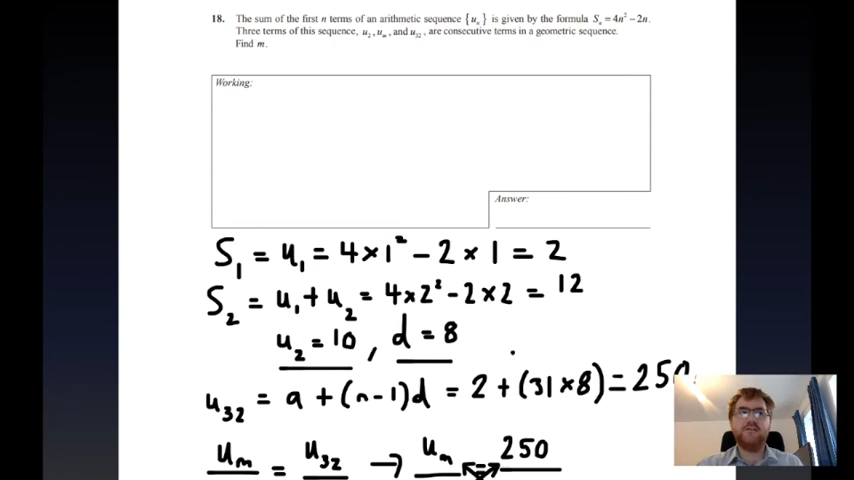 18. The sum of the first n terms of an arithmetic sequence {uₙ} is given by the formula Sₙ = 4n² − 2n.
Three terms of this sequence, u₂, uₘ, and u₃₂, are consecutive terms in a geometric sequence.
Find m.
Working:
Answer:
S₁ = u₁ = 4×1² − 2 × 1 = 2
S₂ = u₁ + u₂ = 4×2² − 2×2 = 12
u₂ = 10 , d = 8
u₃₂ = a + (n−1)d = 2 + (31×8) = 250
uₘ = u₃₂ → uₘ = 250